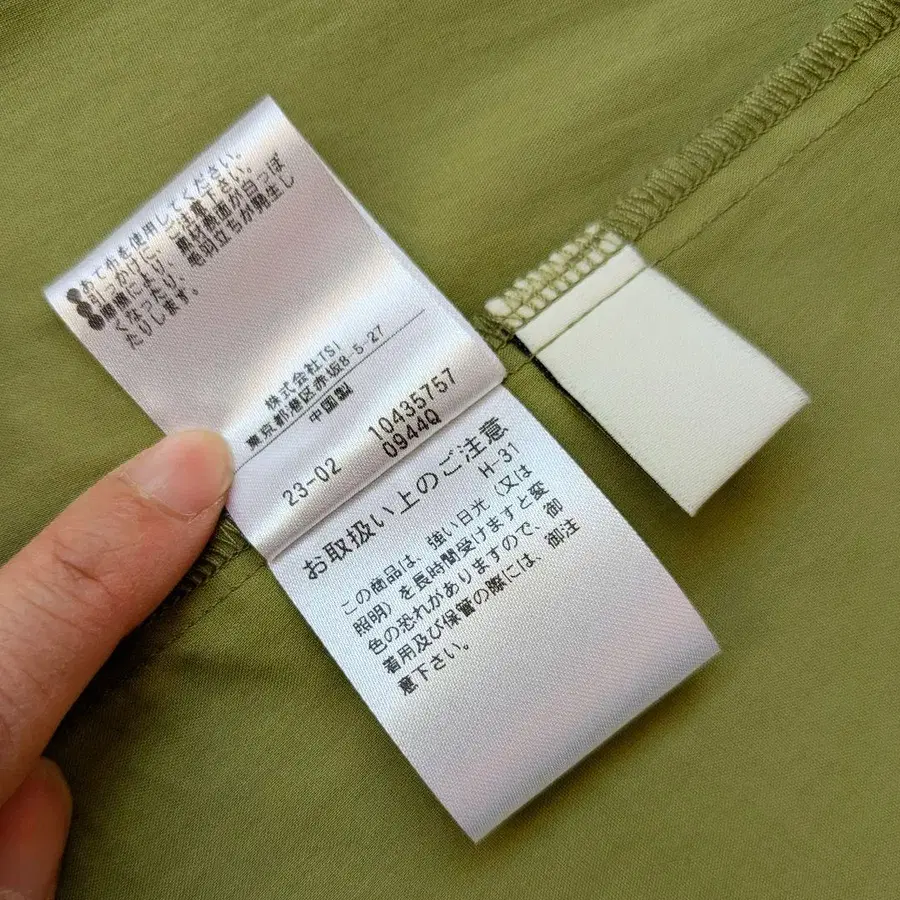 ●あて布を使用してください。
●引っかけに、ご注意下さい。
●摩擦により、裏区表面が白っぽ
くなったり、毛羽立ちが発生し
たりします。
株式会社TSI
東京都港区赤坂8-5-27
中国製
23-02 10435757
0944Q
お取扱い上のご注意
H-31
この商品は、強い日光（又は
照明）を長時間受けますと変
色の恐れがありますので、御
着用及び保管の際には、御注
意下さい。